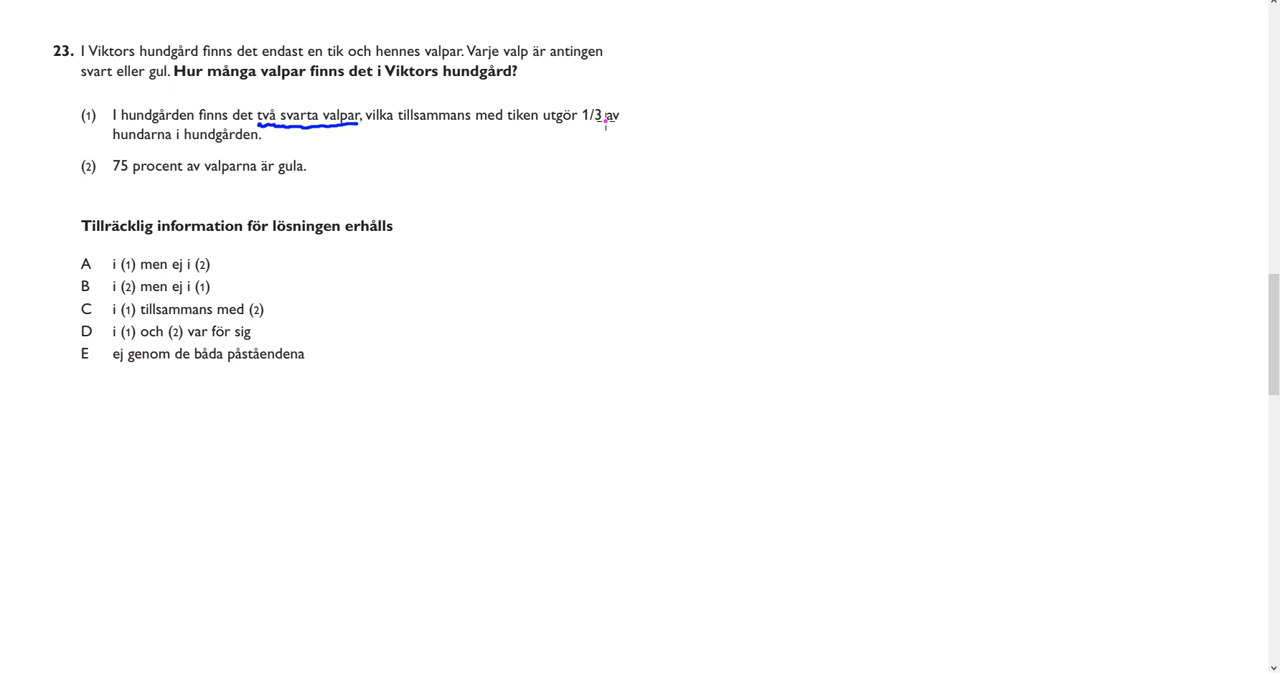 23. I Viktors hundgård finns det endast en tik och hennes valpar. Varje valp är antingen
svart eller gul. Hur många valpar finns det i Viktors hundgård?
(1) I hundgården finns det två svarta valpar, vilka tillsammans med tiken utgör 1/3 av
hundarna i hundgården.
(2) 75 procent av valparna är gula.
Tillräcklig information för lösningen erhålls
A i (1) men ej i (2)
B i (2) men ej i (1)
C i (1) tillsammans med (2)
D i (1) och (2) var för sig
E ej genom de båda påståendena